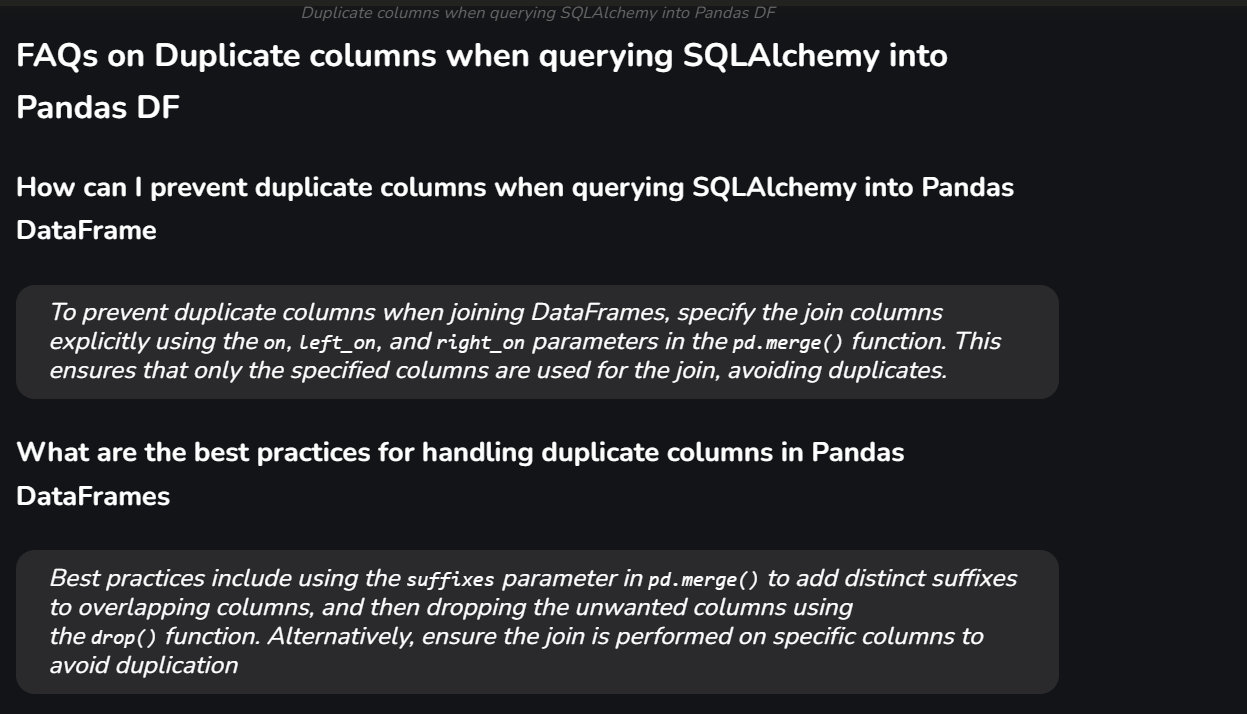 Duplicate columns when querying SQLAlchemy into Pandas DF
FAQs on Duplicate columns when querying SQLAlchemy into
Pandas DF
How can I prevent duplicate columns when querying SQLAlchemy into Pandas
DataFrame
To prevent duplicate columns when joining DataFrames, specify the join columns
explicitly using the on, left_on, and right_on parameters in the pd.merge() function. This
ensures that only the specified columns are used for the join, avoiding duplicates.
What are the best practices for handling duplicate columns in Pandas
DataFrames
Best practices include using the suffixes parameter in pd.merge() to add distinct suffixes
to overlapping columns, and then dropping the unwanted columns using
the drop() function. Alternatively, ensure the join is performed on specific columns to
avoid duplication